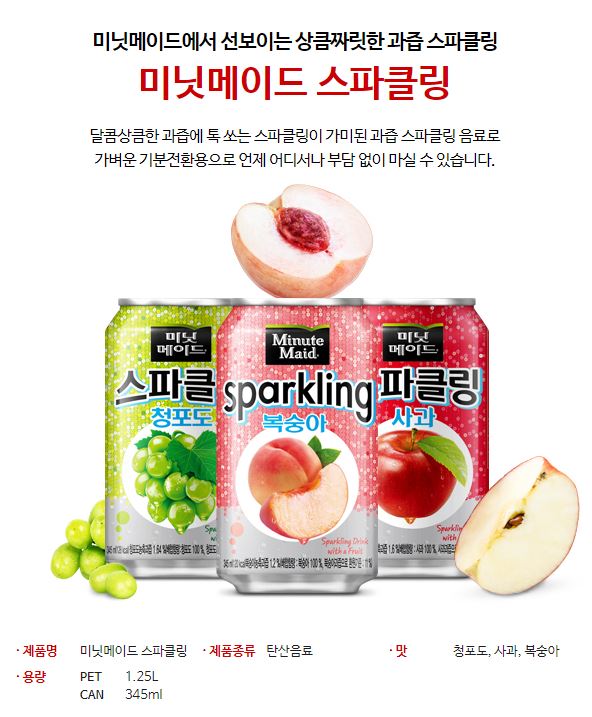 미닛메이드에서 선보이는 상큼짜릿한 과즙 스파클링
미닛메이드 스파클링
달콤상큼한 과즙에 톡 쏘는 스파클링이 가미된 과즙 스파클링 음료로
가벼운 기분전환용으로 언제 어디서나 부담 없이 마실 수 있습니다.
미닛
메이드
스파클
청포도
Minute
Maid
sparkling
복숭아
Sparkling Drink
with a Fruit
미닛
메이드
파클링
사과
· 제품명 미닛메이드 스파클링 · 제품종류 탄산음료 · 맛 청포도, 사과, 복숭아
· 용량 PET 1.25L
CAN 345ml